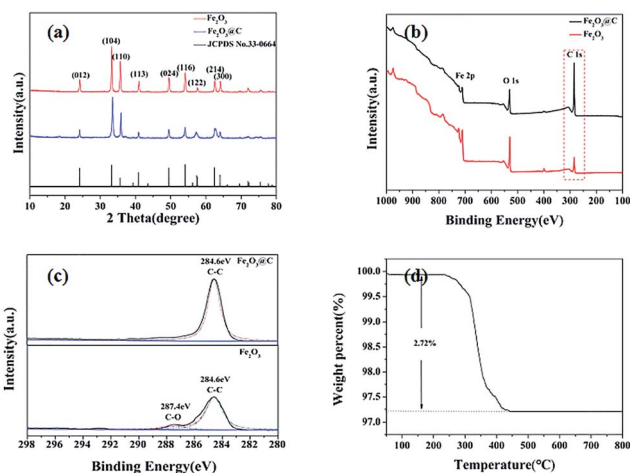 (a)
Fe₂O₃
Fe₂O₃@C
JCPDS No.33-0664
(104)
(110)
(012)
(113)
(024)
(116)
(122)
(214)
(300)
Intensity(a.u.)
10 20 30 40 50 60 70 80
2 Theta(degree)
(b)
Fe₂O₃@C
Fe₂O₃
Fe 2p
O 1s
C 1s
Intensity(a.u.)
1000 900 800 700 600 500 400 300 200 100
Binding Energy(eV)
(c)
284.6eV
C-C
Fe₂O₃@C
Fe₂O₃
284.6eV
C-C
287.4eV
C-O
Intensity(a.u.)
298 296 294 292 290 288 286 284 282 280
Binding Energy(eV)
(d)
100.0
99.5
99.0
98.5
98.0
97.5
97.0
2.72%
Weight percent(%)
100 200 300 400 500 600 700 800
Temperature(℃)